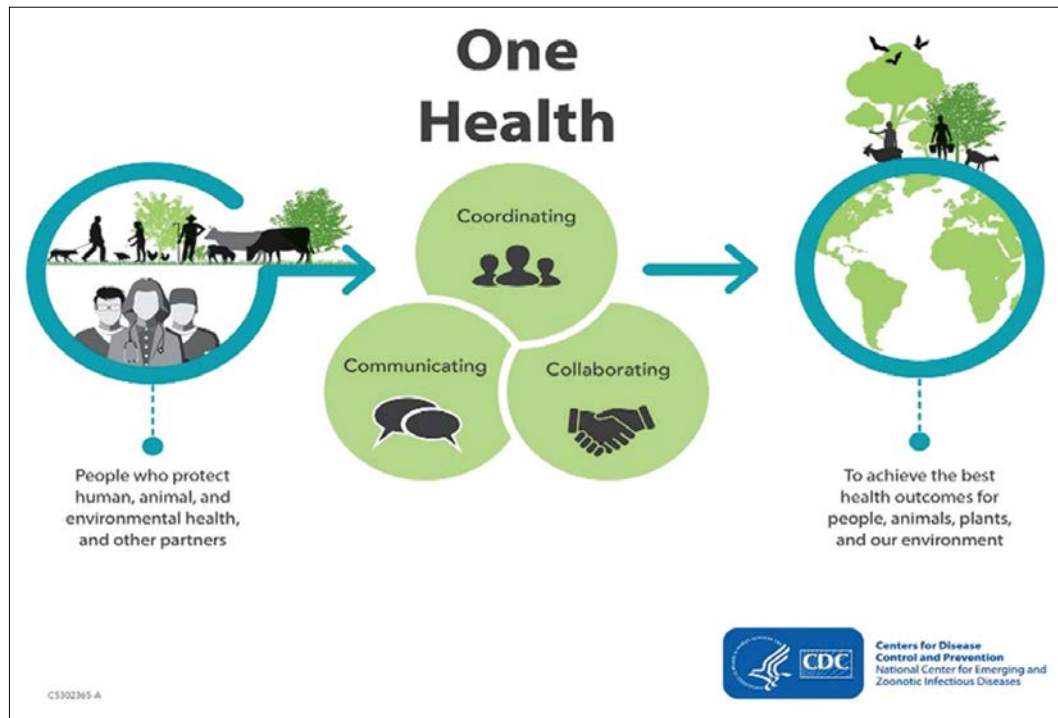 One
Health
Coordinating
Communicating
Collaborating
People who protect
human, animal, and
environmental health,
and other partners
To achieve the best
health outcomes for
people, animals, plants,
and our environment
CDC
Centers for Disease
Control and Prevention
National Center for Emerging and
Zoonotic Infectious Diseases
CS302365-A